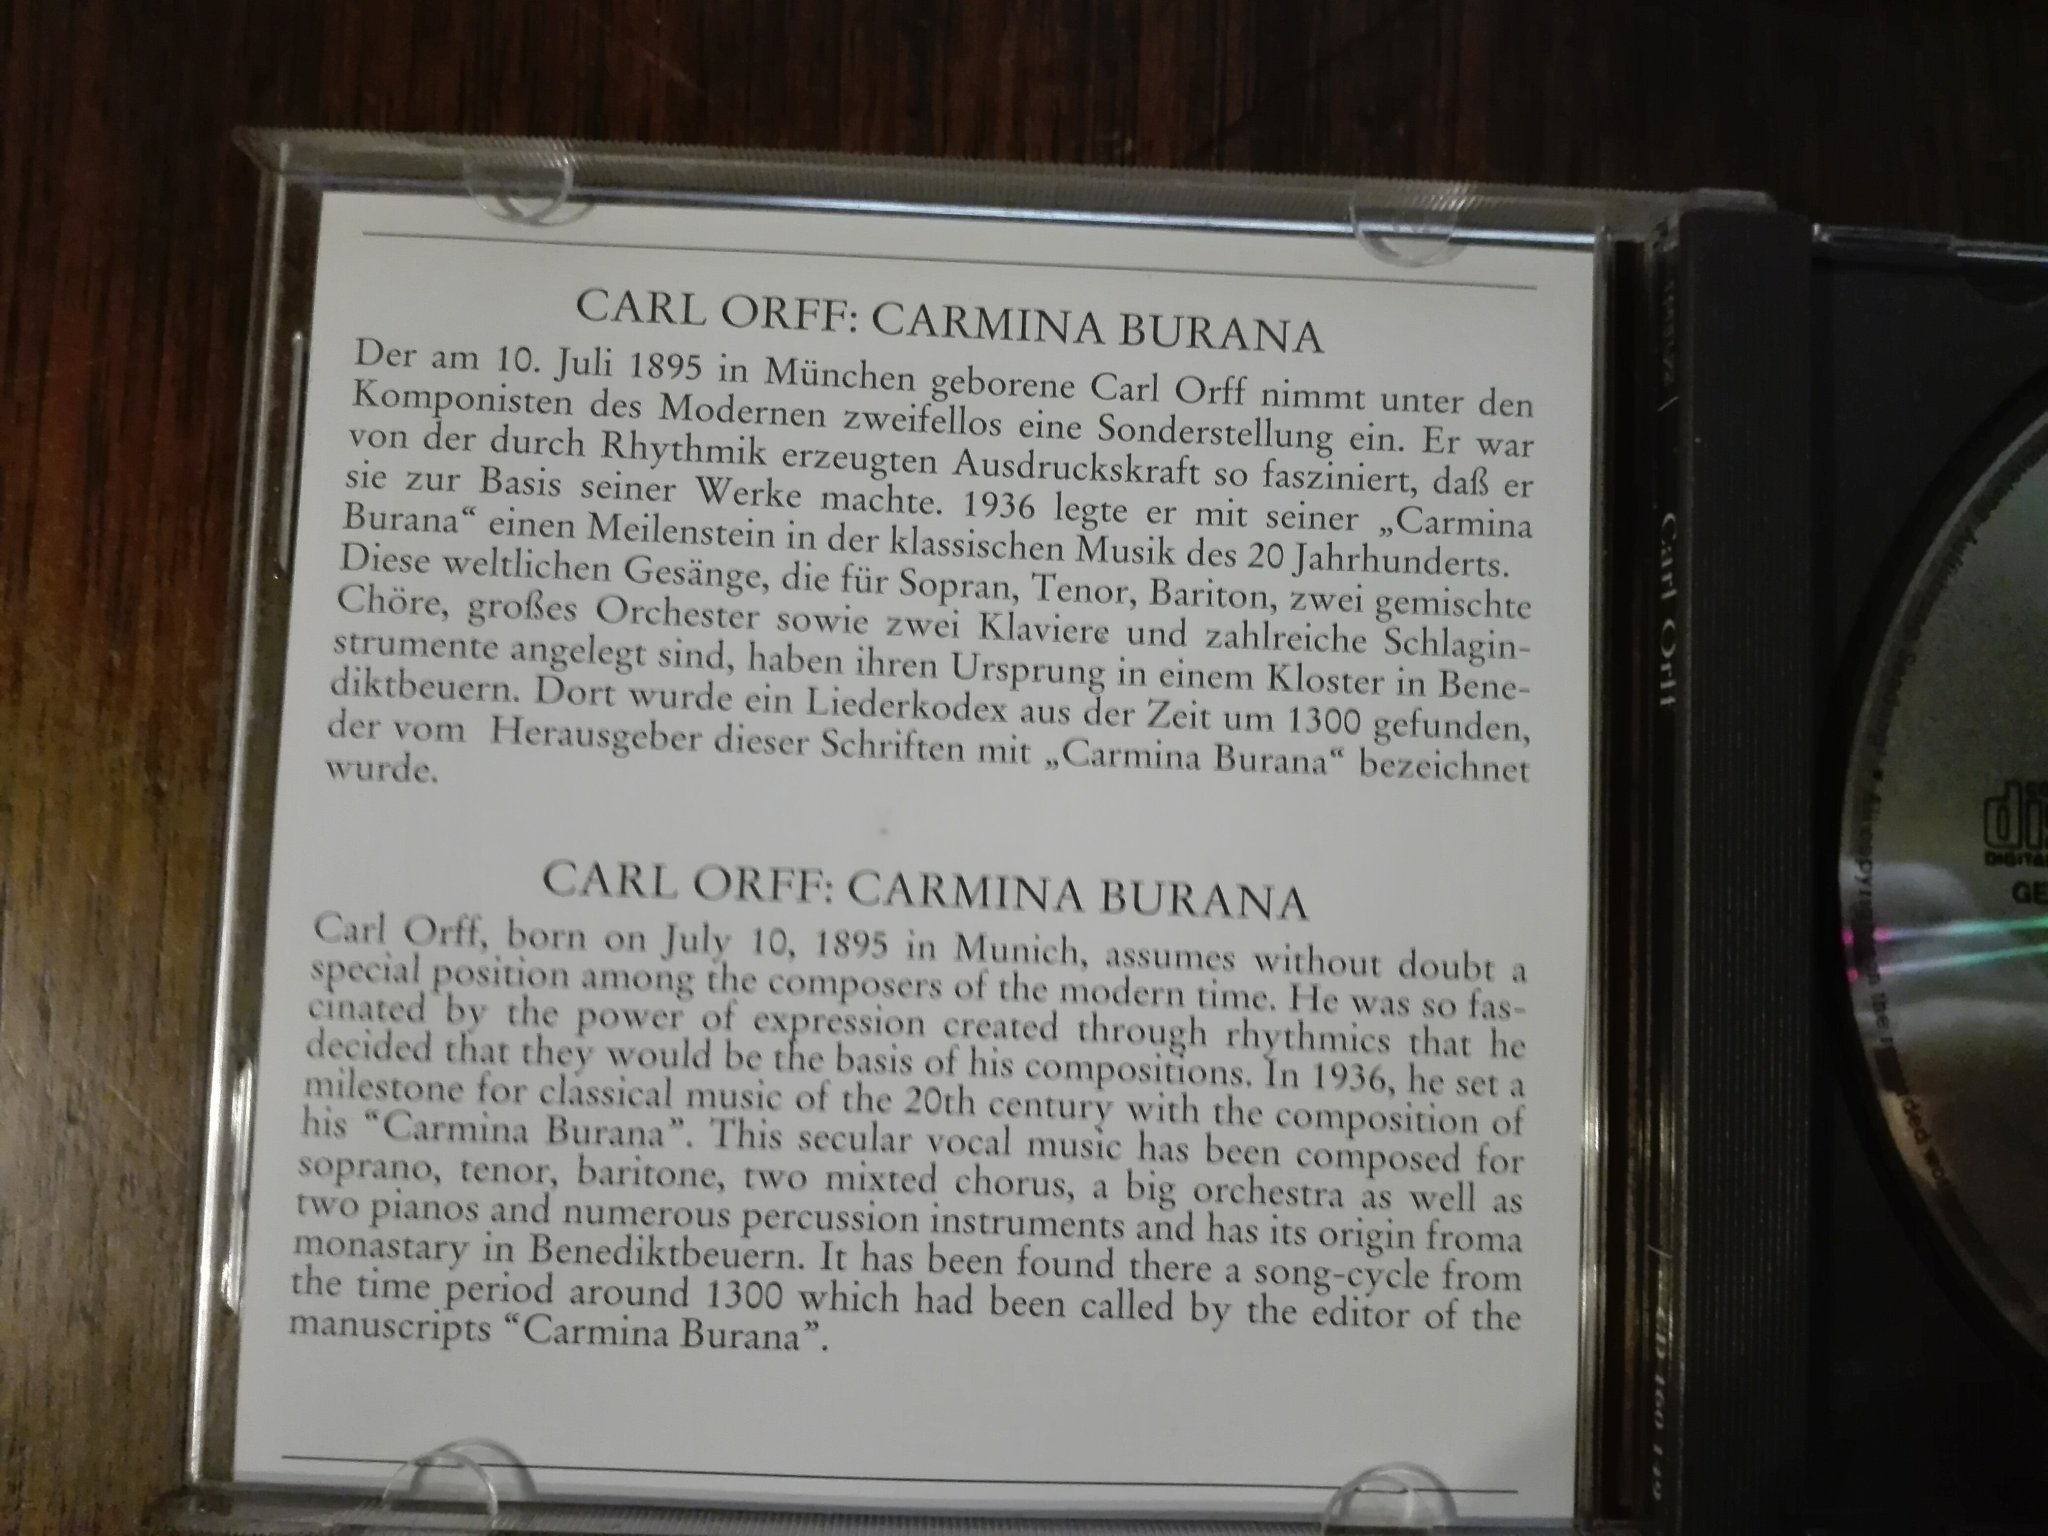 CARL ORFF: CARMINA BURANA
Der am 10. Juli 1895 in München geborene Carl Orff nimmt unter den
Komponisten des Modernen zweifellos eine Sonderstellung ein. Er war
von der durch Rhythmik erzeugten Ausdruckskraft so fasziniert, daß er
sie zur Basis seiner Werke machte. 1936 legte er mit seiner „Carmina
Burana“ einen Meilenstein in der klassischen Musik des 20 Jahrhunderts.
Diese weltlichen Gesänge, die für Sopran, Tenor, Bariton, zwei gemischte
Chöre, großes Orchester sowie zwei Klaviere und zahlreiche Schlagin-
strumente angelegt sind, haben ihren Ursprung in einem Kloster in Bene-
diktbeuern. Dort wurde ein Liederkodex aus der Zeit um 1300 gefunden,
der vom Herausgeber dieser Schriften mit „Carmina Burana“ bezeichnet
wurde.
CARL ORFF: CARMINA BURANA
Carl Orff, born on July 10, 1895 in Munich, assumes without doubt a
special position among the composers of the modern time. He was so fas-
cinated by the power of expression created through rhythmics that he
decided that they would be the basis of his compositions. In 1936, he set a
milestone for classical music of the 20th century with the composition of
his “Carmina Burana”. This secular vocal music has been composed for
soprano, tenor, baritone, two mixted chorus, a big orchestra as well as
two pianos and numerous percussion instruments and has its origin froma
monastary in Benediktbeuern. It has been found there a song-cycle from
the time period around 1300 which had been called by the editor of the
manuscripts “Carmina Burana”.
Carl Orff